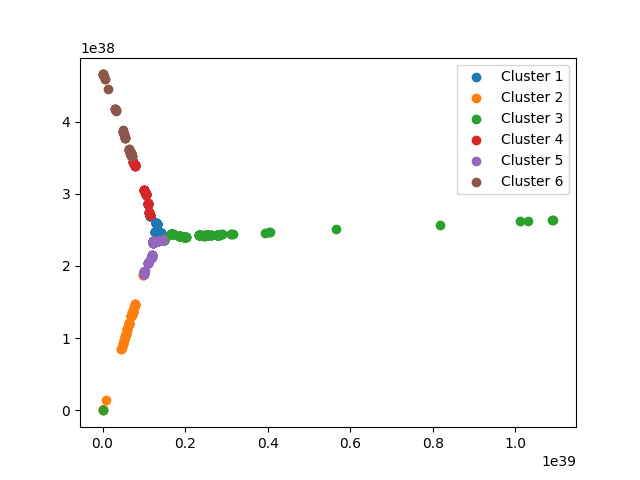 1e38
4
3
2
1
0
0.0 0.2 0.4 0.6 0.8 1.0
1e39
Cluster 1
Cluster 2
Cluster 3
Cluster 4
Cluster 5
Cluster 6